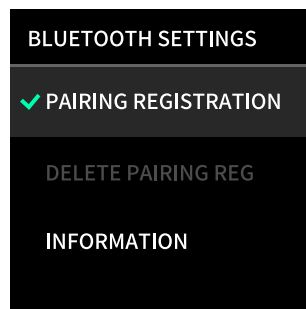 BLUETOOTH SETTINGS
PAIRING REGISTRATION
DELETE PAIRING REG
INFORMATION